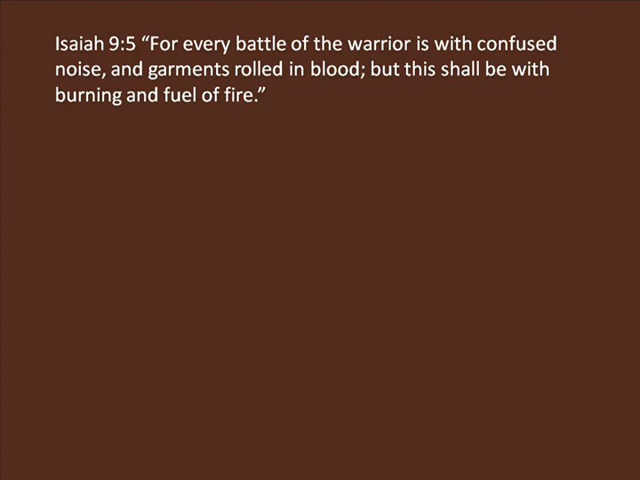 Isaiah 9:5 “For every battle of the warrior is with confused
noise, and garments rolled in blood; but this shall be with
burning and fuel of fire.”